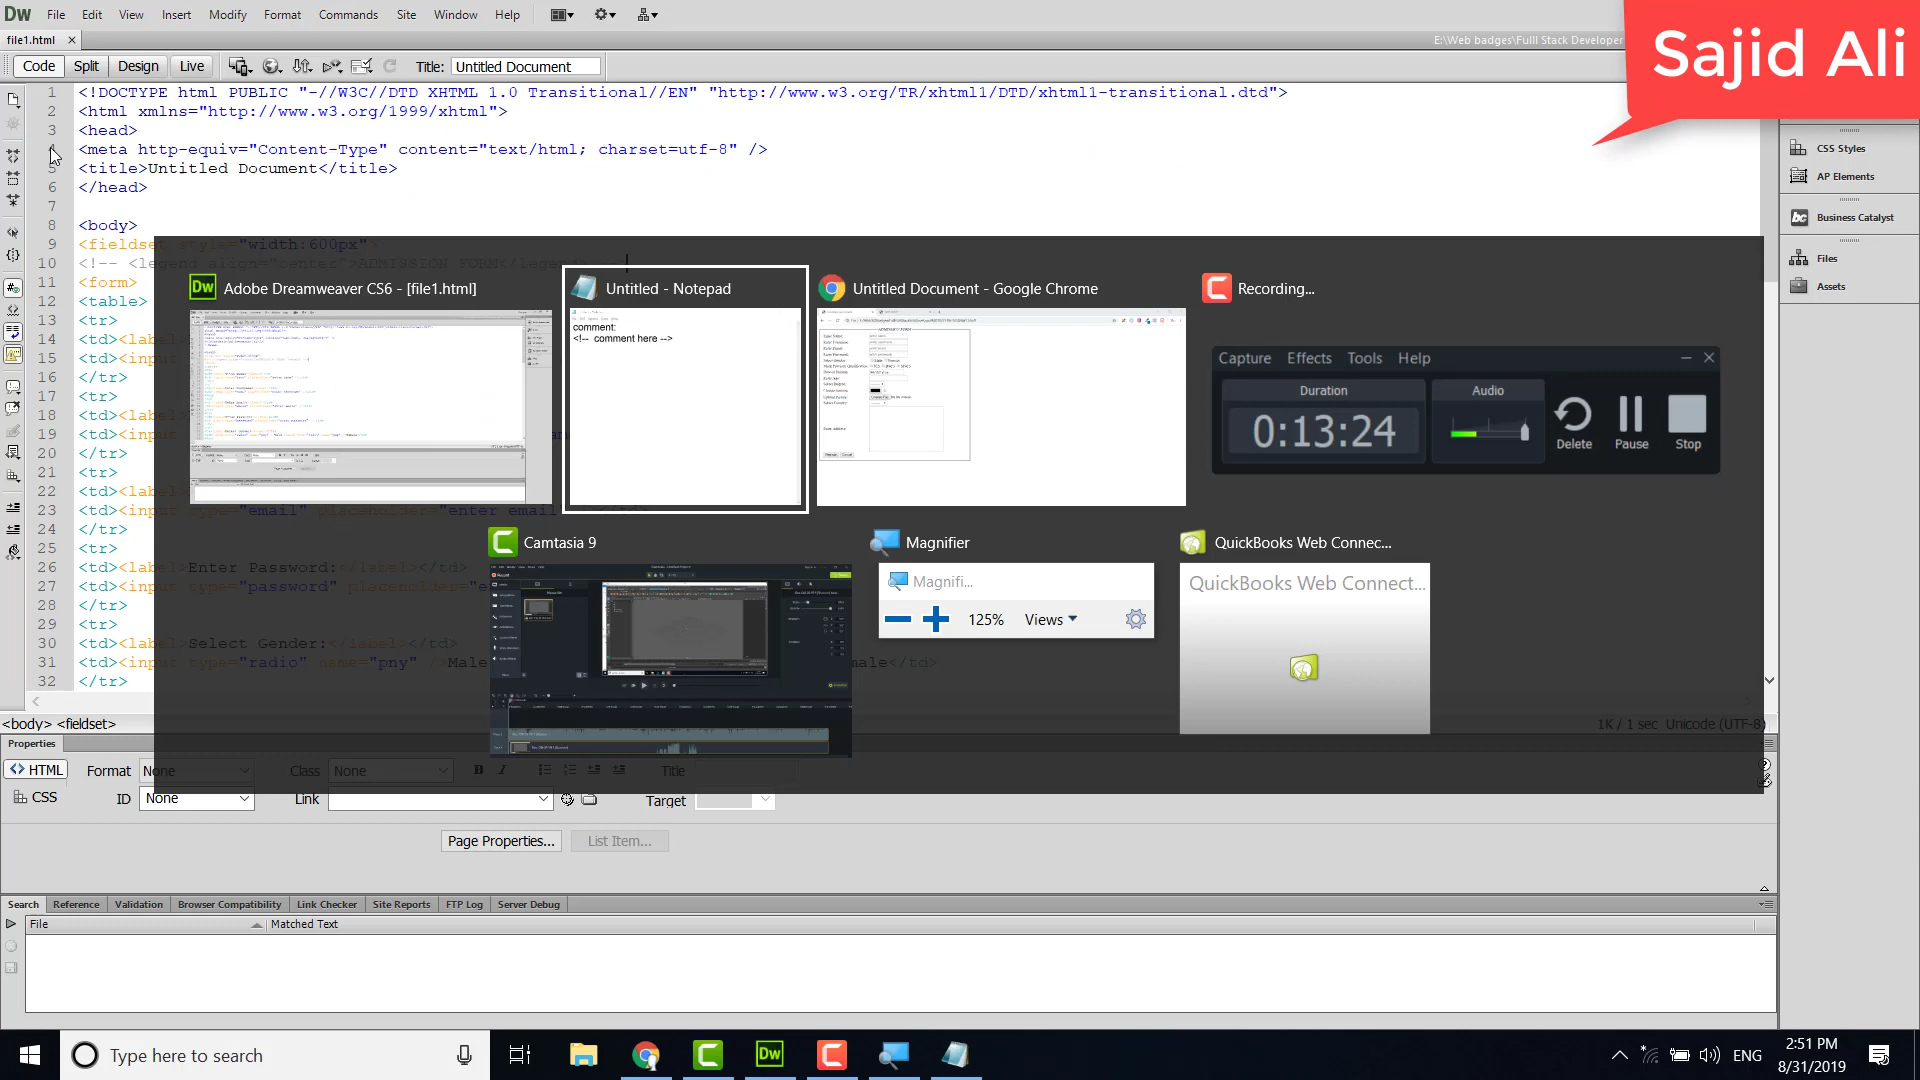 Dw File Edit View Insert Modify Format Commands Site Window Help
Sajid Ali
file1.html
E:\Web badges\Fulll Stack Developer
Code Split Design Live Title: Untitled Document
1 <!DOCTYPE html PUBLIC "-//W3C//DTD XHTML 1.0 Transitional//EN" "http://www.w3.org/TR/xhtml1/DTD/xhtml1-transitional.dtd">
2 <html xmlns="http://www.w3.org/1999/xhtml">
3 <head>
<meta http-equiv="Content-Type" content="text/html; charset=utf-8" />
5 <title>Untitled Document</title>
6 </head>
7
8 <body>
9 <fieldset style="width:600px">
10 <!-- <legend align="center">ADMISSION FORM</legend>
11 <form>
12 <table>
13 <tr>
14 <td><label
15 <td><input
16 </tr>
17 <tr>
18 <td><label
19 <td><input
20 </tr>
21 <tr>
22 <td><label
23 <td><input type="email" placeholder="enter email
24 </tr>
25 <tr>
26 <td><label>Enter Password:</label></td>
27 <td><input type="password" placeholder="e
28 </tr>
29 <tr>
30 <td><label>Select Gender:</label></td>
31 <td><input type="radio" name="pny" />Male
ale</td>
32 </tr>
Adobe Dreamweaver CS6 - [file1.html]
Untitled - Notepad
comment:
<!-- comment here -->
Untitled Document - Google Chrome
Recording...
Capture Effects Tools Help
Duration
0:13:24
Audio
Delete Pause Stop
Camtasia 9
Magnifier
Magnifi...
125% Views
QuickBooks Web Connec...
QuickBooks Web Connect...
CSS Styles
AP Elements
Business Catalyst
Files
Assets
<body> <fieldset>
1K / 1 sec Unicode (UTF-8)
Properties
HTML Format None Class None B I Title
CSS ID None Link Target
Page Properties... List Item...
Search Reference Validation Browser Compatibility Link Checker Site Reports FTP Log Server Debug
File Matched Text
Type here to search
ENG
2:51 PM
8/31/2019